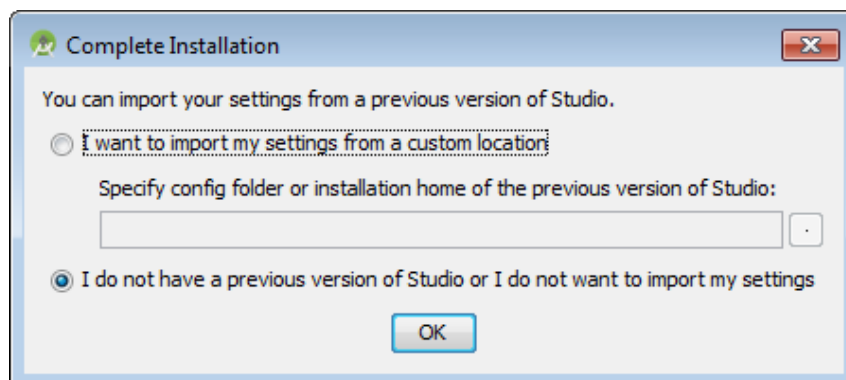 Complete Installation
You can import your settings from a previous version of Studio.
I want to import my settings from a custom location
Specify config folder or installation home of the previous version of Studio:
.
I do not have a previous version of Studio or I do not want to import my settings
OK